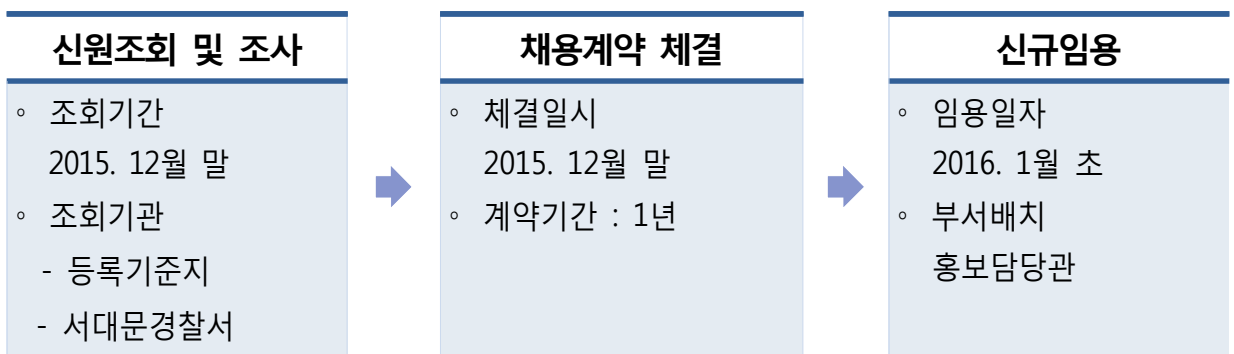 신원조회 및 조사
◦ 조회기간
2015. 12월 말
◦ 조회기관
- 등록기준지
- 서대문경찰서
채용계약 체결
◦ 체결일시
2015. 12월 말
◦ 계약기간 : 1년
신규임용
◦ 임용일자
2016. 1월 초
◦ 부서배치
홍보담당관